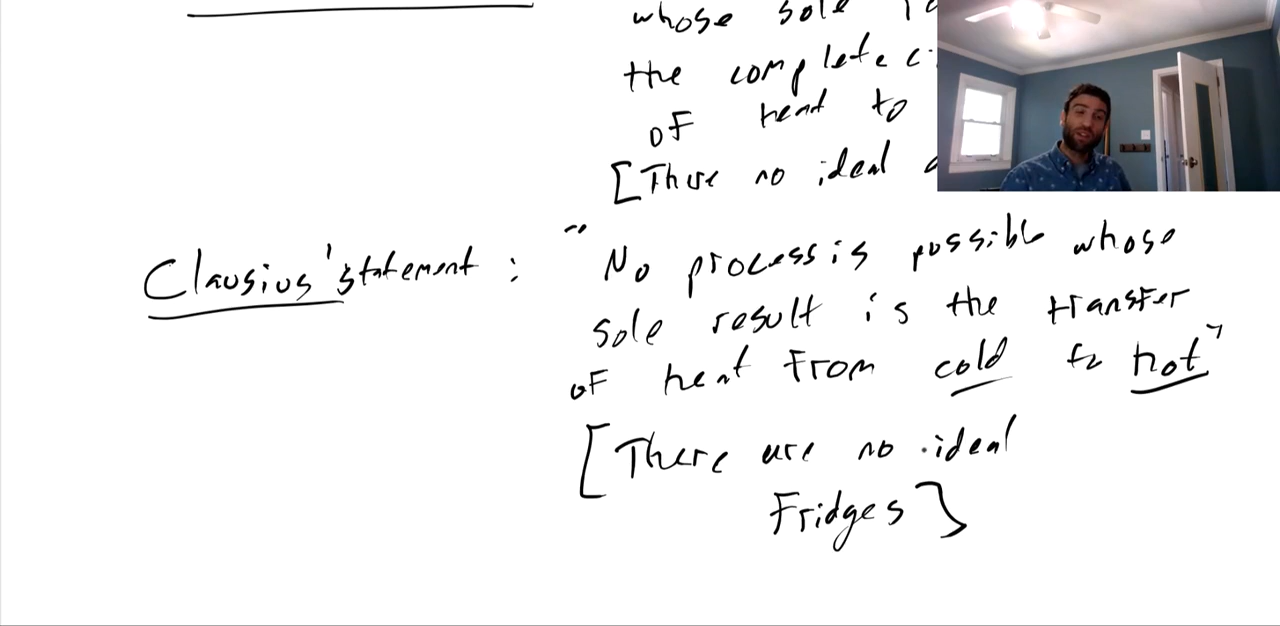 whose sole
the complete
of heat to
[There no ideal
Clausius' statement : "No process is possible whose
sole result is the transfer
of heat from cold to hot"
[There are no ideal
Fridges]